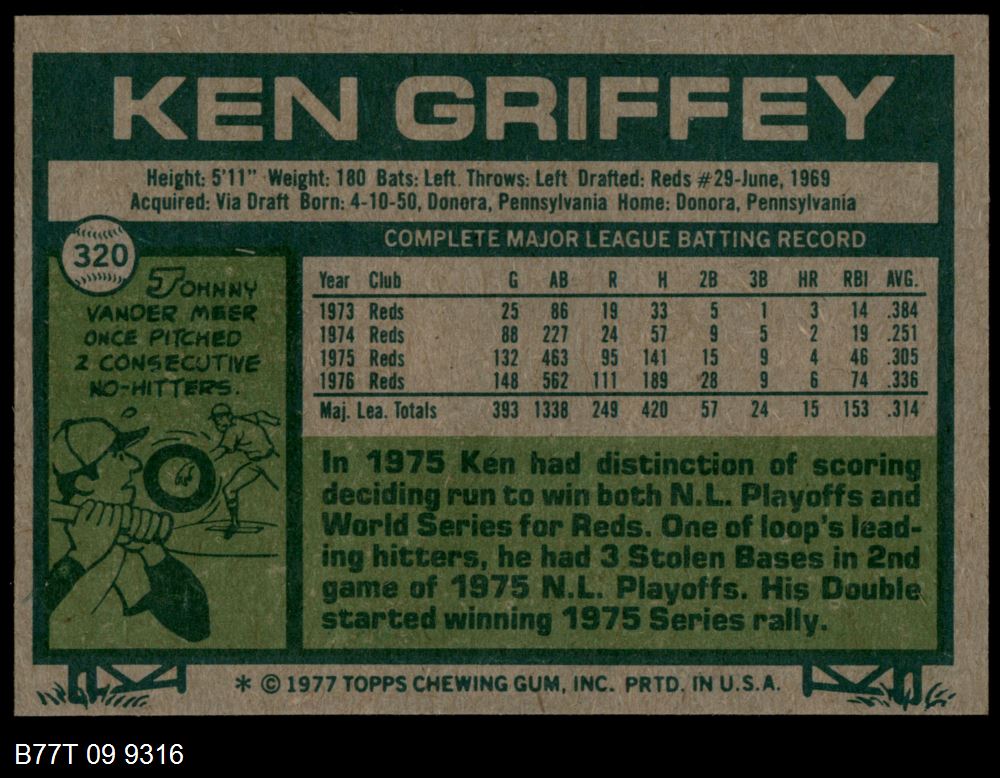 KEN GRIFFEY
Height: 5'11" Weight: 180 Bats: Left Throws: Left Drafted: Reds #29-June, 1969
Acquired: Via Draft Born: 4-10-50, Donora, Pennsylvania Home: Donora, Pennsylvania
320
JOHNNY
VANDER MEER
ONCE PITCHED
2 CONSECUTIVE
NO-HITTERS.
COMPLETE MAJOR LEAGUE BATTING RECORD
Year Club G AB R H 2B 3B HR RBI AVG.
1973 Reds 25 86 19 33 5 1 3 14 .384
1974 Reds 88 227 24 57 9 5 2 19 .251
1975 Reds 132 463 95 141 15 9 4 46 .305
1976 Reds 148 562 111 189 28 9 6 74 .336
Maj. Lea. Totals 393 1338 249 420 57 24 15 153 .314
In 1975 Ken had distinction of scoring
deciding run to win both N.L. Playoffs and
World Series for Reds. One of loop's lead-
ing hitters, he had 3 Stolen Bases in 2nd
game of 1975 N.L. Playoffs. His Double
started winning 1975 Series rally.
* © 1977 TOPPS CHEWING GUM, INC. PRTD. IN U.S.A.
B77T 09 9316